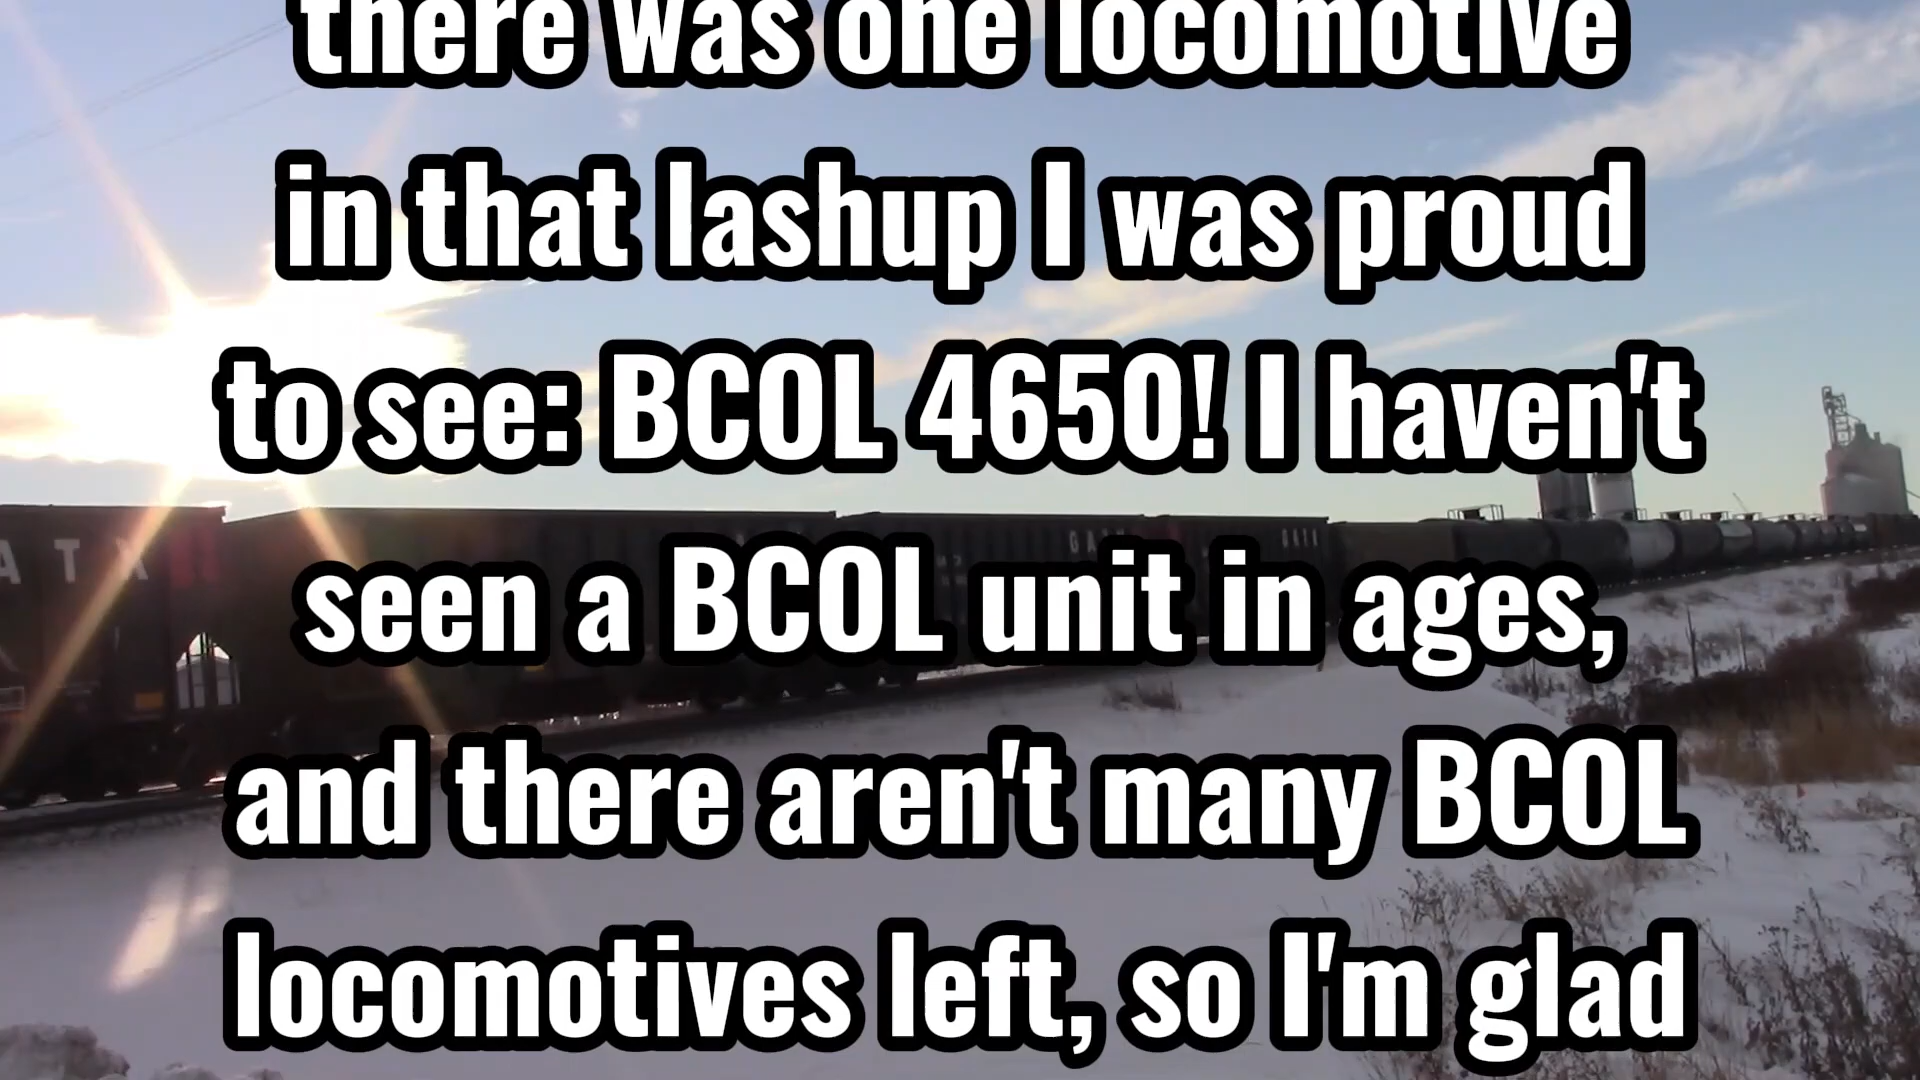 there was one locomotive
in that lashup I was proud
to see: BCOL 4650! I haven't
seen a BCOL unit in ages,
and there aren't many BCOL
locomotives left, so I'm glad
ATX